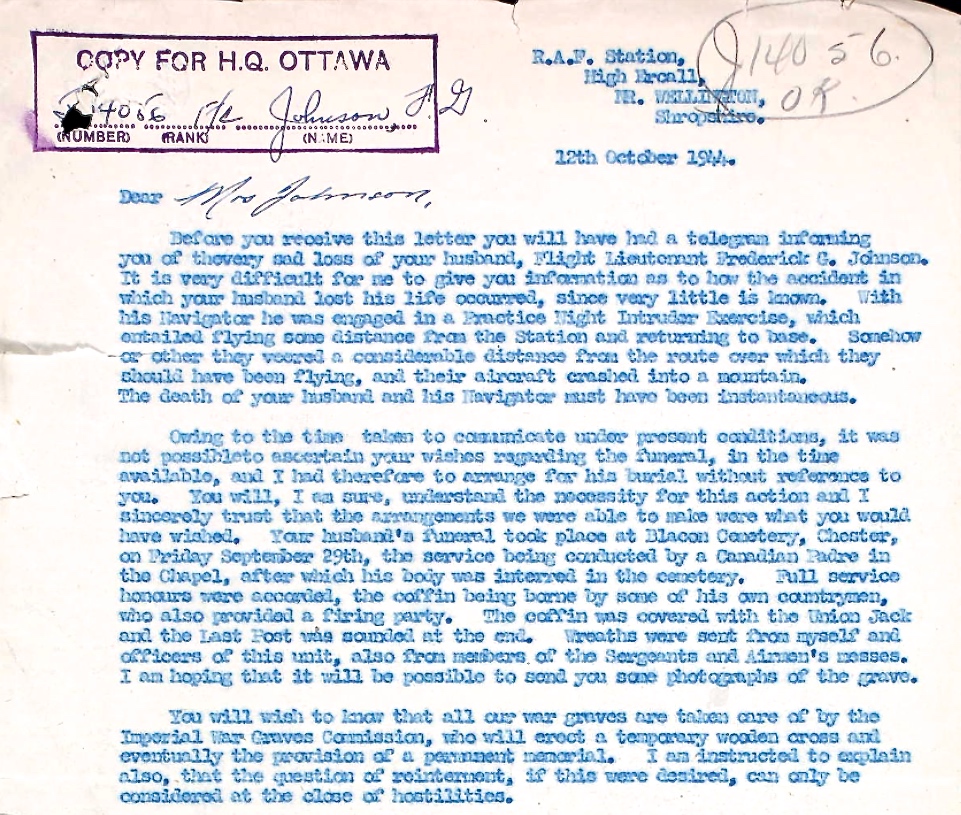 COPY FOR H.Q. OTTAWA
J14056 F/L Johnson, F.G
(NUMBER) (RANK) (NAME)
J14056.
OK.
R.A.F. Station,
High Ercall,
NR. WELLINGTON,
Shropshire.
12th October 1944.
Dear Mrs Johnson,
Before you receive this letter you will have had a telegram informing
you of thevery sad loss of your husband, Flight Lieutenant Frederick G. Johnson.
It is very difficult for me to give you information as to how the accident in
which your husband lost his life occurred, since very little is known. With
his Navigator he was engaged in a Practice Night Intruder Exercise, which
entailed flying some distance from the Station and returning to base. Somehow
or other they veered a considerable distance from the route over which they
should have been flying, and their aircraft crashed into a mountain.
The death of your husband and his Navigator must have been instantaneous.
Owing to the time taken to comunicate under present conditions, it was
not possibleto ascertain your wishes regarding the funeral, in the time
available, and I had therefore to arrange for his burial without reference to
you. You will, I am sure, understand the necessity for this action and I
sincerely trust that the arrangements we were able to make were what you would
have wished. Your husband's funeral took place at Blacon Cemetery, Chester,
on Friday September 29th, the service being conducted by a Canadian Padre in
the Chapel, after which his body was interred in the cemetery. Full service
honours were accorded, the coffin being borne by some of his own countrymen,
who also provided a firing party. The coffin was covered with the Union Jack
and the Last Post was sounded at the end. Wreaths were sent from myself and
officers of this unit, also from members of the Sergeants and Airmen's messes.
I am hoping that it will be possible to send you some photographs of the grave.
You will wish to know that all our war graves are taken care of by the
Imperial War Graves Commission, who will erect a temporary wooden cross and
eventually the provision of a permanent memorial. I am instructed to explain
also, that the question of reinterment, if this were desired, can only be
considered at the close of hostilities.